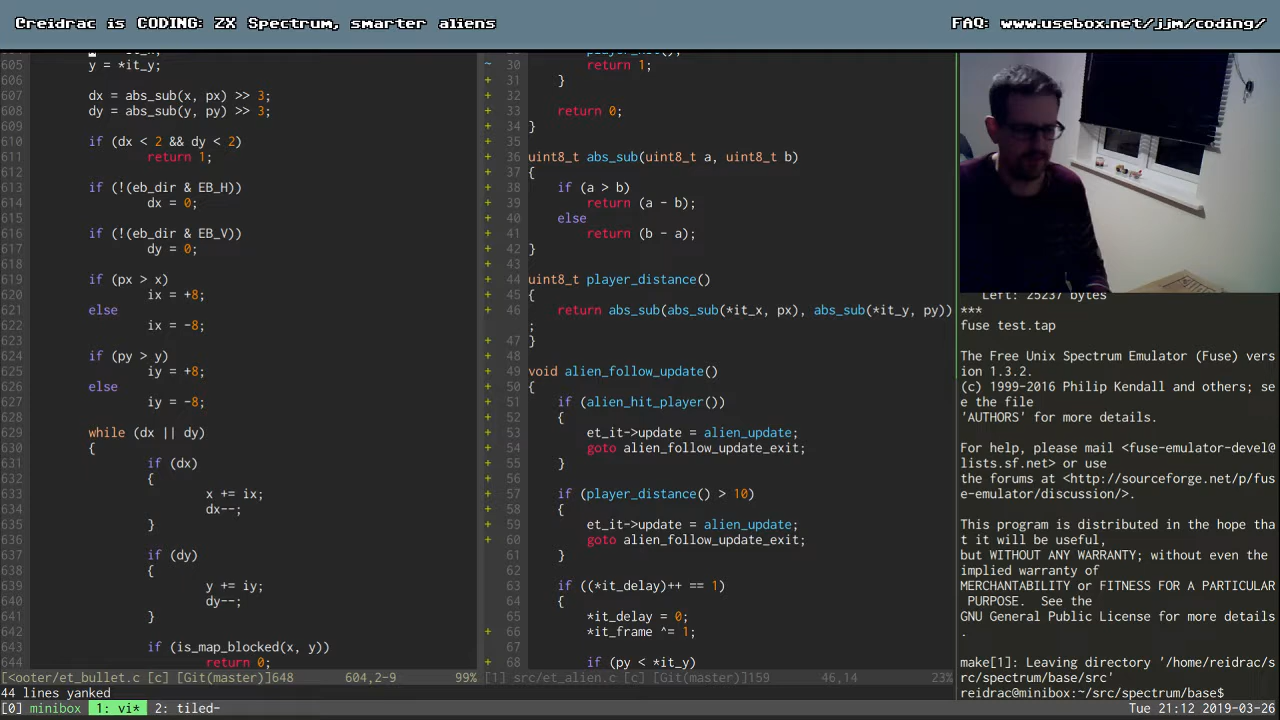 Creidrac is CODING: ZX Spectrum, smarter aliens
FAQ: www.usebox.net/jjm/coding/
605 y = *it_y;
606
607 dx = abs_sub(x, px) >> 3;
608 dy = abs_sub(y, py) >> 3;
609
610 if (dx < 2 && dy < 2)
611 return 1;
612
613 if (!(eb_dir & EB_H))
614 dx = 0;
615
616 if (!(eb_dir & EB_V))
617 dy = 0;
618
619 if (px > x)
620 ix = +8;
621 else
622 ix = -8;
623
624 if (py > y)
625 iy = +8;
626 else
627 iy = -8;
628
629 while (dx || dy)
630 {
631 if (dx)
632 {
633 x += ix;
634 dx--;
635 }
636
637 if (dy)
638 {
639 y += iy;
640 dy--;
641 }
642
643 if (is_map_blocked(x, y))
644 return 0;
[<ooter/et_bullet.c [c] [Git(master)]648 604,2-9 99%
44 lines yanked
~ 30 return 1;
+ 31 }
+ 32
+ 33 return 0;
+ 34 }
+ 35
+ 36 uint8_t abs_sub(uint8_t a, uint8_t b)
+ 37 {
+ 38 if (a > b)
+ 39 return (a - b);
+ 40 else
+ 41 return (b - a);
+ 42 }
+ 43
+ 44 uint8_t player_distance()
+ 45 {
+ 46 return abs_sub(abs_sub(*it_x, px), abs_sub(*it_y, py))
;
+ 47 }
+ 48
+ 49 void alien_follow_update()
+ 50 {
+ 51 if (alien_hit_player())
+ 52 {
+ 53 et_it->update = alien_update;
+ 54 goto alien_follow_update_exit;
+ 55 }
+ 56
+ 57 if (player_distance() > 10)
+ 58 {
+ 59 et_it->update = alien_update;
+ 60 goto alien_follow_update_exit;
61 }
62
63 if ((*it_delay)++ == 1)
64 {
65 *it_delay = 0;
+ 66 *it_frame ^= 1;
67
+ 68 if (py < *it_y)
[1] src/et_alien.c [c] [Git(master)]159 46,14 23%
Left: 25237 bytes
***
fuse test.tap
The Free Unix Spectrum Emulator (Fuse) vers
ion 1.3.2.
(c) 1999-2016 Philip Kendall and others; se
e the file
'AUTHORS' for more details.
For help, please mail <fuse-emulator-devel@
lists.sf.net> or use
the forums at <http://sourceforge.net/p/fus
e-emulator/discussion/>.
This program is distributed in the hope tha
t it will be useful,
but WITHOUT ANY WARRANTY; without even the
implied warranty of
MERCHANTABILITY or FITNESS FOR A PARTICULAR
PURPOSE. See the
GNU General Public License for more details
.
make[1]: Leaving directory '/home/reidrac/s
rc/spectrum/base/src'
reidrac@minibox:~/src/spectrum/base$
[0] minibox 1: vi* 2: tiled-
Tue 21:12 2019-03-26